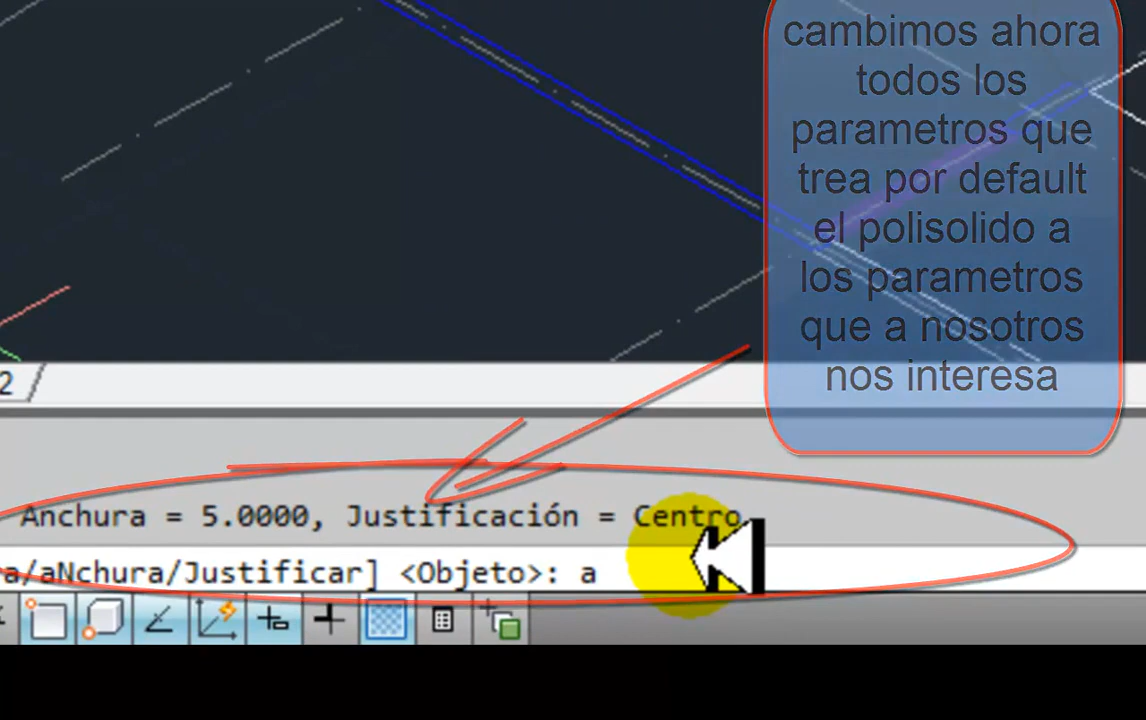 cambimos ahora
todos los
parametros que
trea por default
el polisolido a
los parametros
que a nosotros
nos interesa
2
Anchura = 5.0000, Justificación = Centro
a/aNchura/Justificar] <Objeto>: a